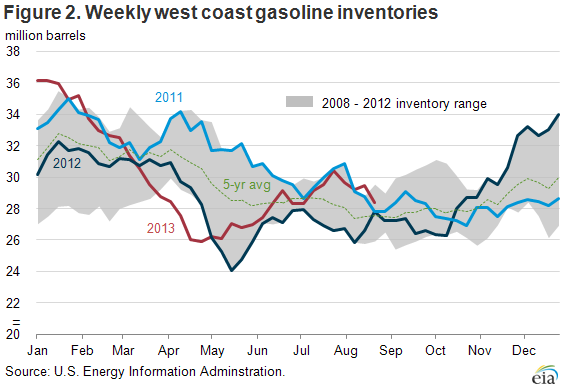 Figure 2. Weekly west coast gasoline inventories
million barrels
38
36
34
32
30
28
26
24
22
20
2011
2008 - 2012 inventory range
2012
5-yr avg
2013
Jan Feb Mar Apr May Jun Jul Aug Sep Oct Nov Dec
Source: U.S. Energy Information Adminstration.
eia